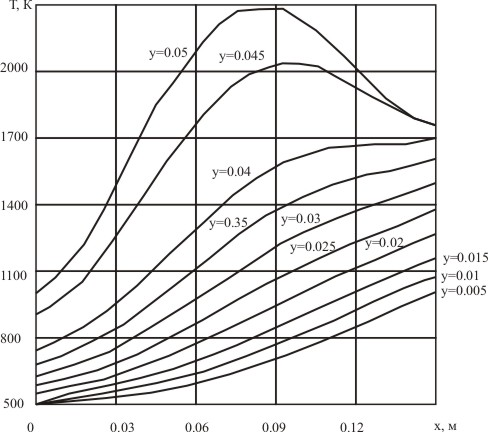 T, К
y=0.05
y=0.045
2000
1700
y=0.04
1400
y=0.35
y=0.03
y=0.025
y=0.02
y=0.015
1100
y=0.01
y=0.005
800
500
0
0.03
0.06
0.09
0.12
x, м